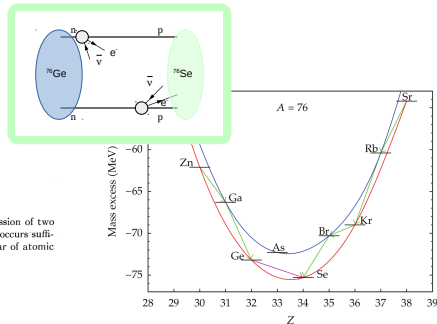 n p
e⁻
ν̄
⁷⁶Ge ⁷⁶Se
ν̄
e⁻
n p
A = 76
Sr
−60
Zn
Rb
−65
Ga
Kr
−70
Br
As
Ge
−75
Se
Mass excess (MeV)
28 29 30 31 32 33 34 35 36 37 38 39
Z
ssion of two
occurs suffi-
ar of atomic